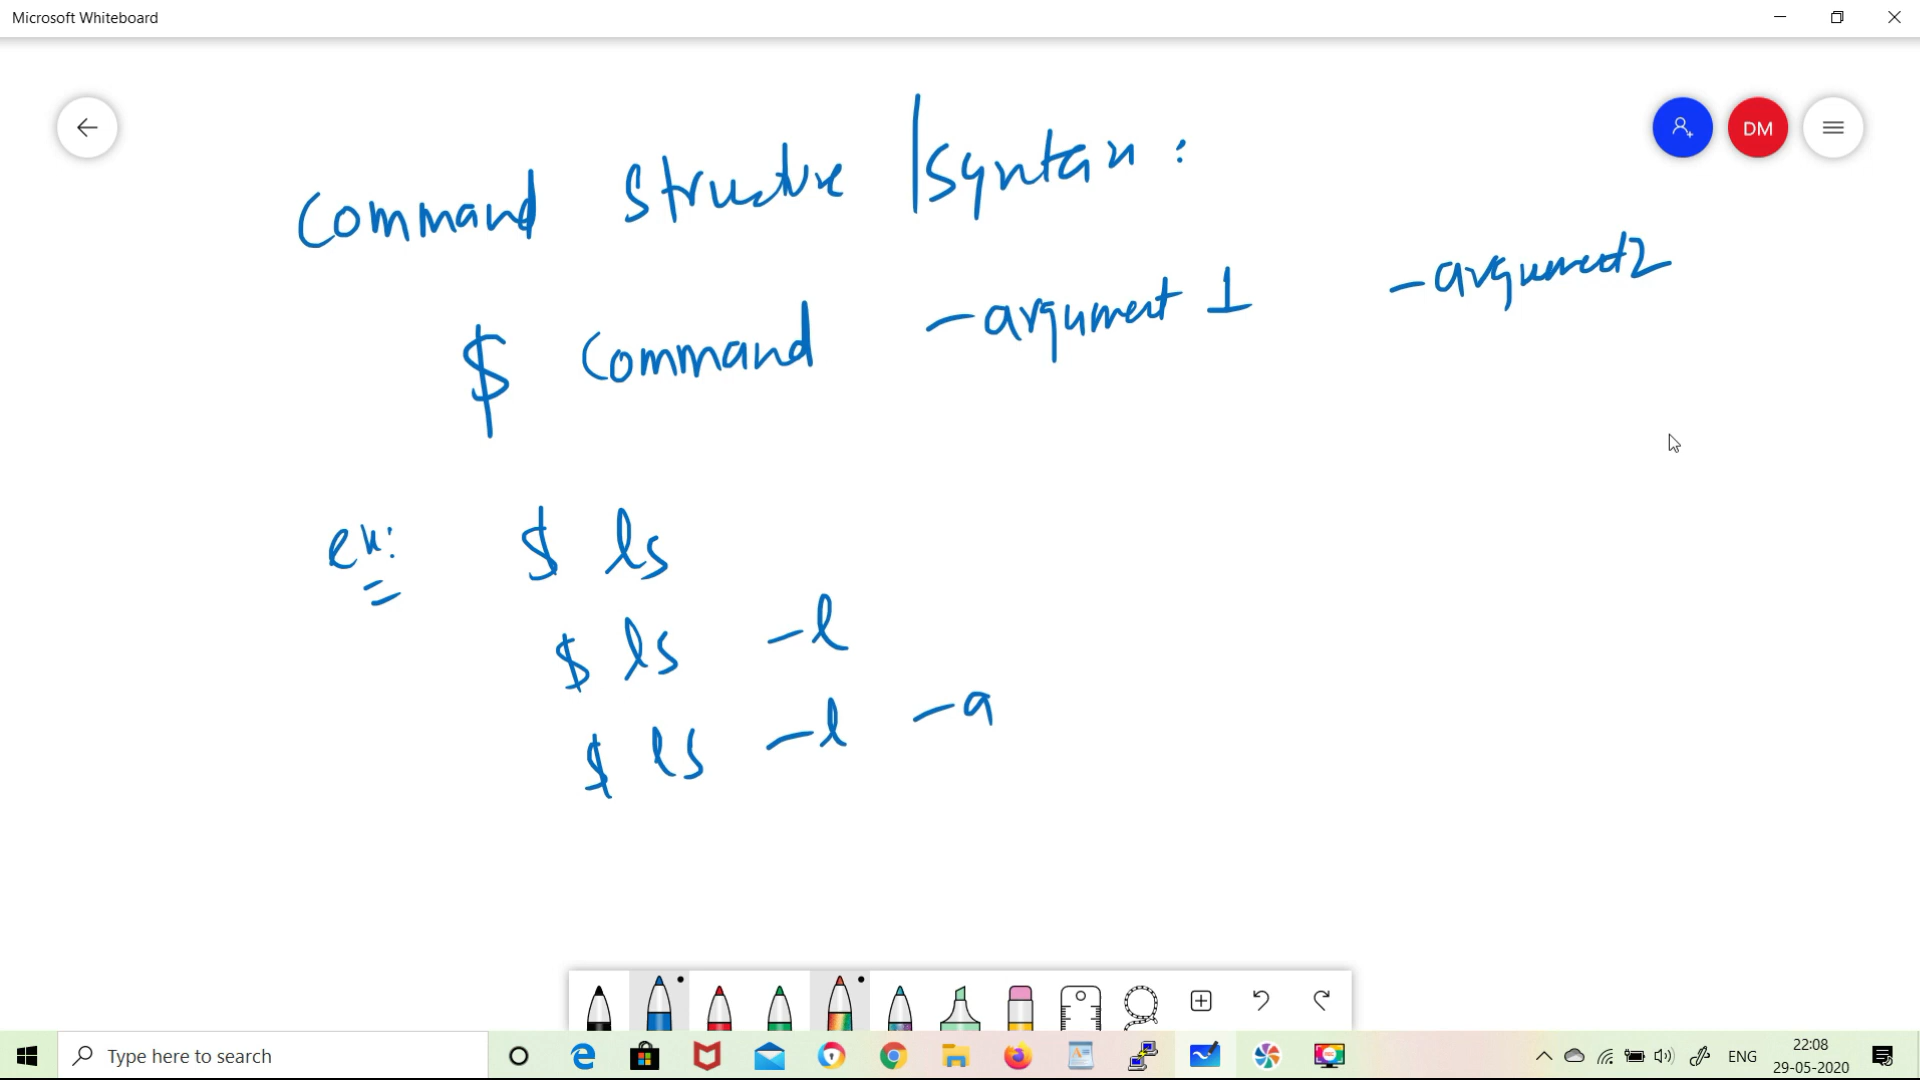 Microsoft Whiteboard
DM
Command structure |syntax:
$ Command -argument 1 -argument2
ex: $ ls
$ ls -l
$ ls -l -a
Type here to search
ENG
22:08
29-05-2020